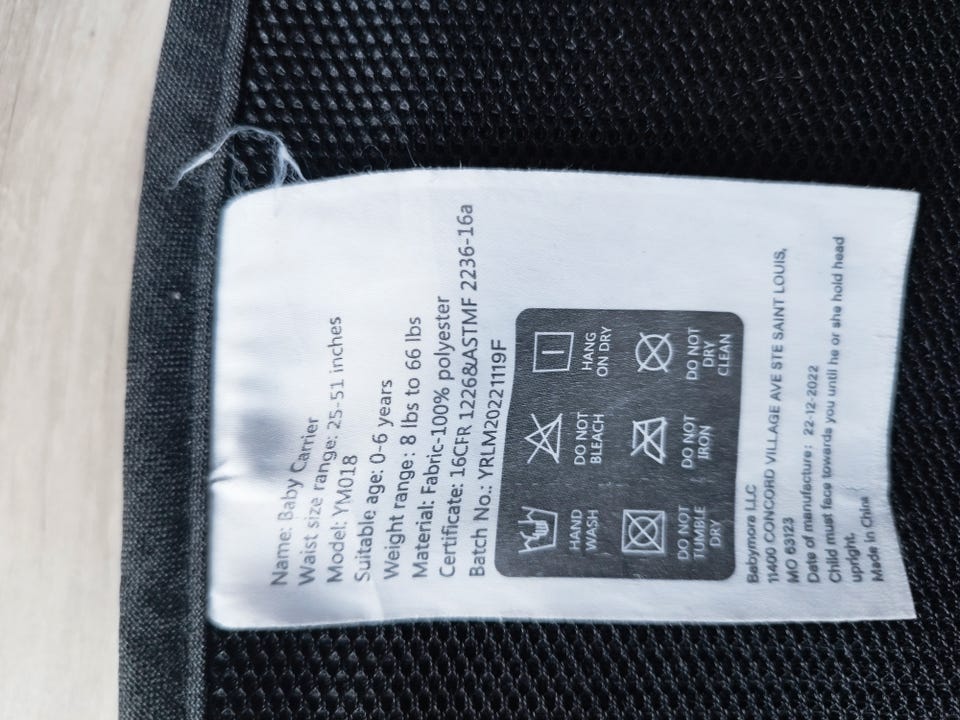 Name: Baby Carrier
Waist size range: 25-51 inches
Model: YM018
Suitable age: 0-6 years
Weight range: 8 lbs to 66 lbs
Material: Fabric-100% polyester
Certificate: 16CFR 1226&ASTMF 2236-16a
Batch No.: YRLM20221119F
HAND
WASH
DO NOT
BLEACH
HANG
ON DRY
DO NOT
TUMBLE
DRY
DO NOT
IRON
DO NOT
DRY
CLEAN
Babymore LLC
11400 CONCORD VILLAGE AVE STE SAINT LOUIS,
MO 63123
Date of manufacture: 22-12-2022
Child must face towards you until he or she hold head
upright.
Made in China